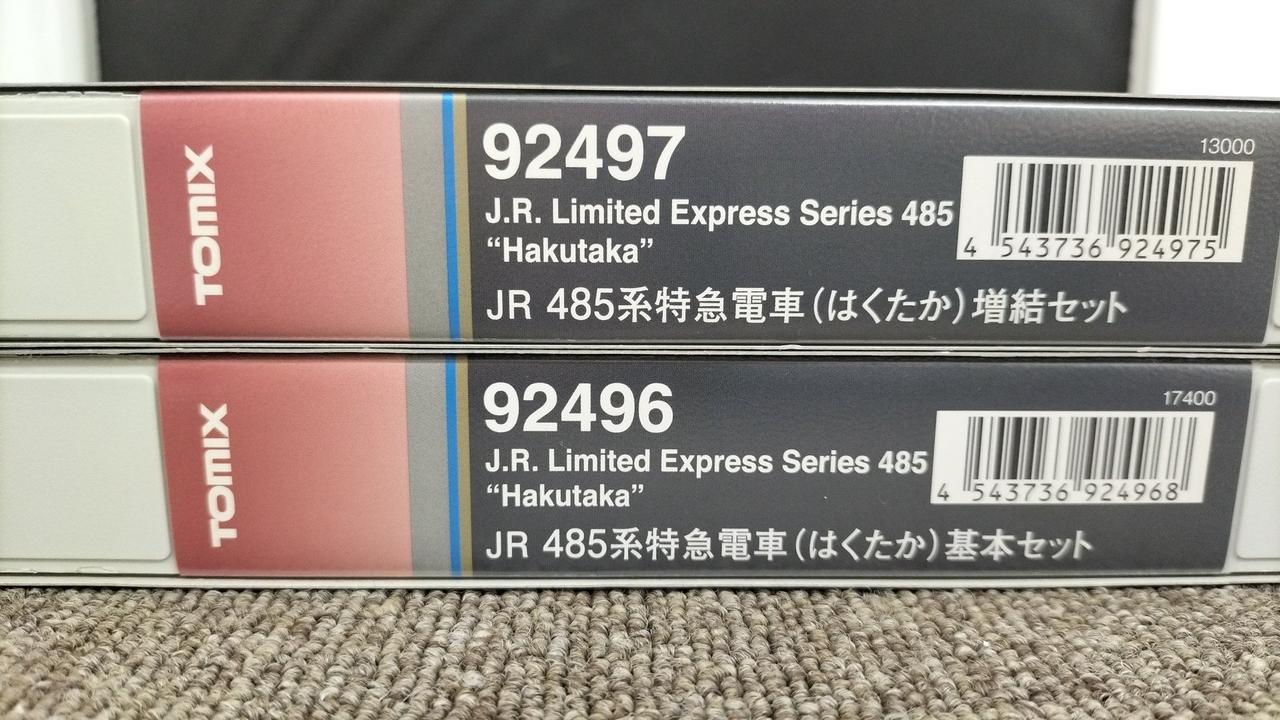 TOMIX
92497
J.R. Limited Express Series 485
“Hakutaka”
JR 485系特急電車(はくたか)増結セット
13000
4 543736 924975
TOMIX
92496
J.R. Limited Express Series 485
“Hakutaka”
JR 485系特急電車(はくたか)基本セット
17400
4 543736 924968